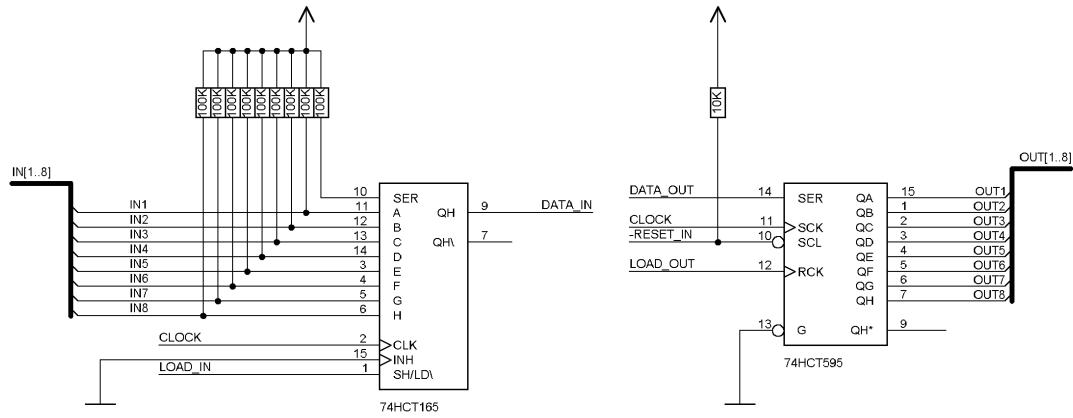 100K 100K 100K 100K 100K 100K 100K 100K 100K
10K
IN[1..8]
OUT[1..8]
IN1
IN2
IN3
IN4
IN5
IN6
IN7
IN8
CLOCK
LOAD_IN
10 SER
11 A QH 9 DATA_IN
12 B
13 C QH\ 7
14 D
3 E
4 F
5 G
6 H
2 CLK
15 INH
1 SH/LD\
74HCT165
DATA_OUT 14 SER QA 15 OUT1
QB 1 OUT2
CLOCK 11 SCK QC 2 OUT3
-RESET_IN 10 SCL QD 3 OUT4
QE 4 OUT5
LOAD_OUT 12 RCK QF 5 OUT6
QG 6 OUT7
QH 7 OUT8
13 G QH* 9
74HCT595